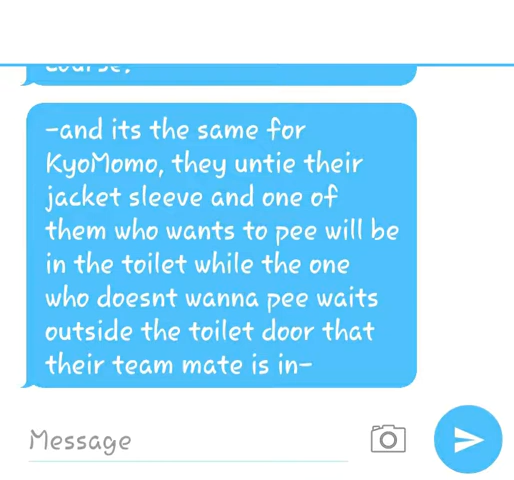 course.
-and its the same for
KyoMomo, they untie their
jacket sleeve and one of
them who wants to pee will be
in the toilet while the one
who doesnt wanna pee waits
outside the toilet door that
their team mate is in-
Message